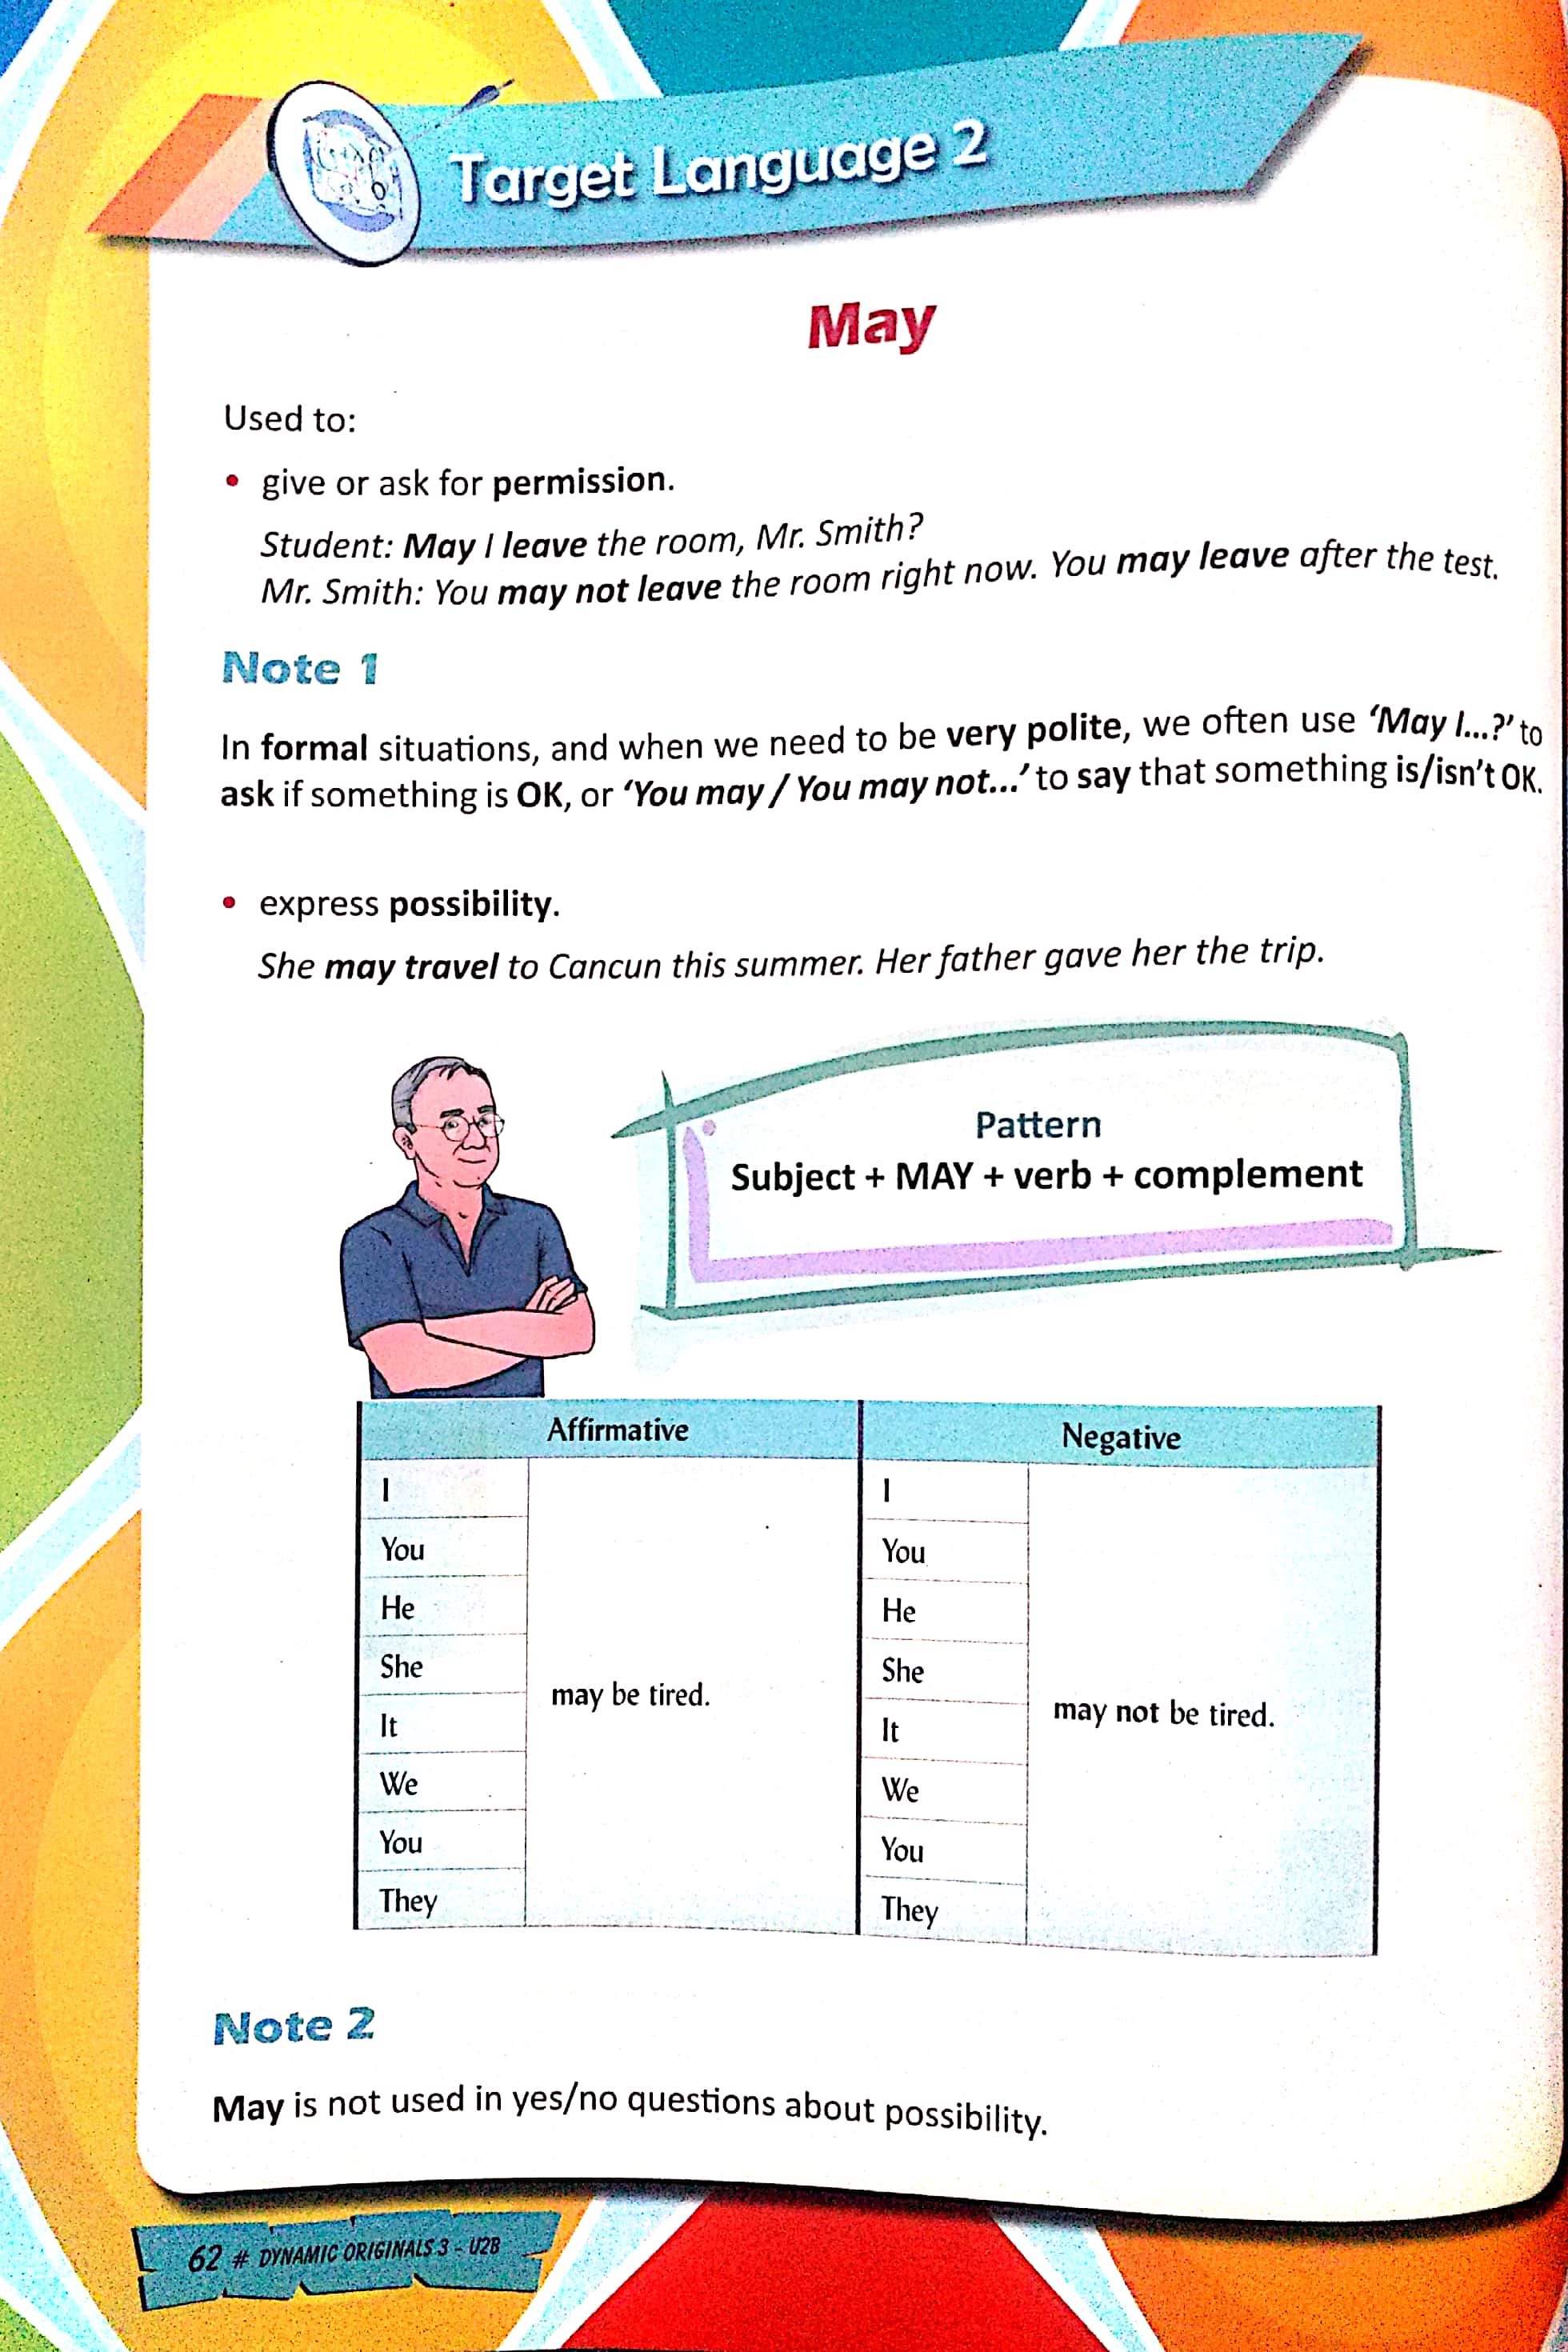 Target Language 2
May
Used to:
• give or ask for permission.
Student: May I leave the room, Mr. Smith?
Mr. Smith: You may not leave the room right now. You may leave after the test.
Note 1
In formal situations, and when we need to be very polite, we often use ‘May I...?’ to
ask if something is OK, or ‘You may / You may not...’ to say that something is/isn't OK.
• express possibility.
She may travel to Cancun this summer. Her father gave her the trip.
Pattern
Subject + MAY + verb + complement
Affirmative Negative
I I
You You
He He
She She
may be tired. may not be tired.
It It
We We
You You
They They
Note 2
May is not used in yes/no questions about possibility.
62 # DYNAMIC ORIGINALS 3 - U2B